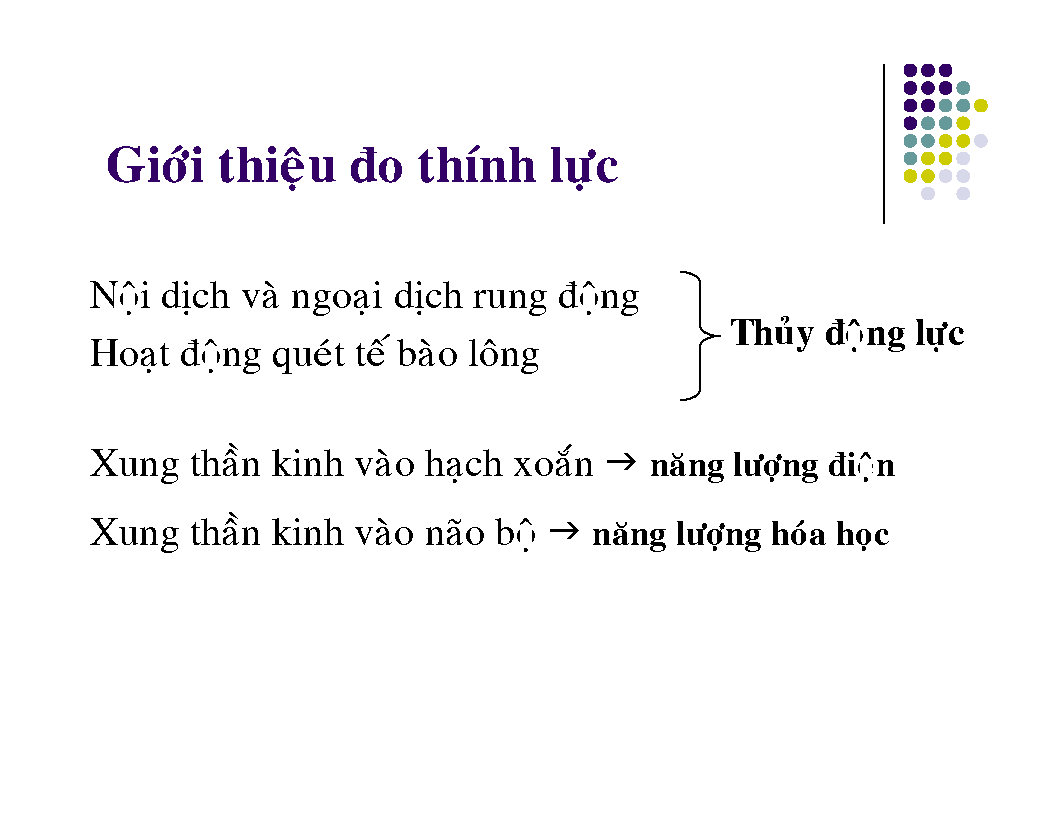 Giới thiệu đo thính lực
Nội dịch và ngoại dịch rung động
Hoạt động quét tế bào lông
Thủy động lực
Xung thần kinh vào hạch xoắn → năng lượng điện
Xung thần kinh vào não bộ → năng lượng hóa học